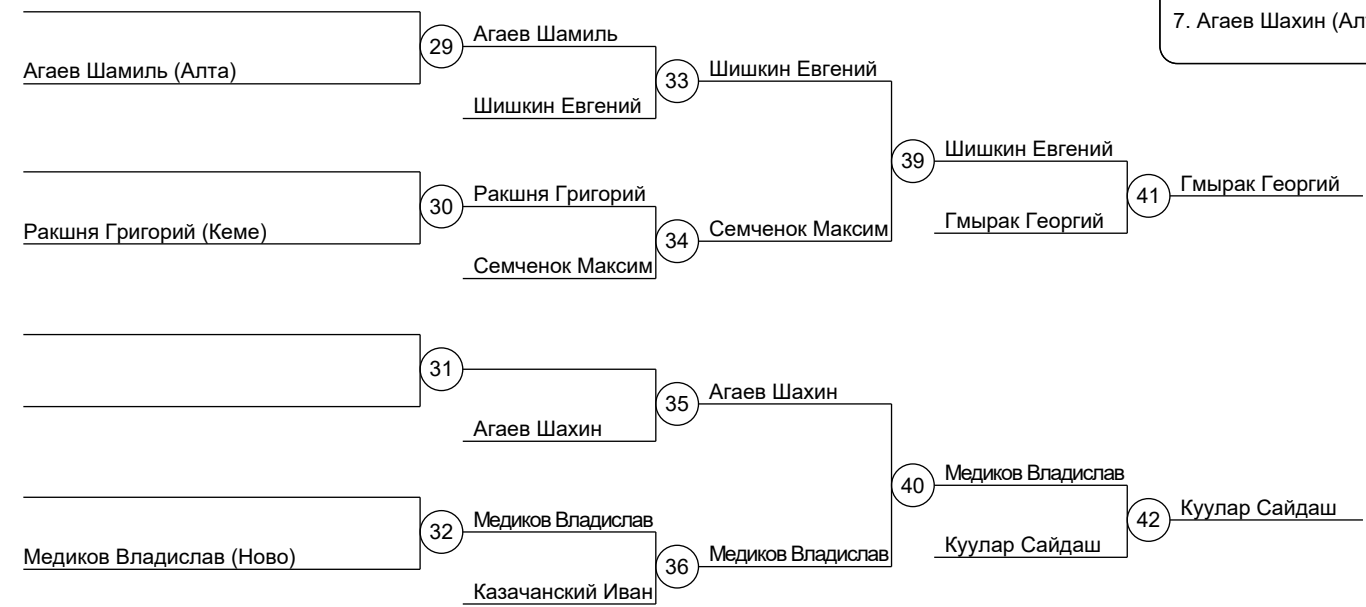 7. Агаев Шахин (Ал
29
Агаев Шамиль
Агаев Шамиль (Алта)
33
Шишкин Евгений
Шишкин Евгений
39
Шишкин Евгений
30
Ракшня Григорий
41
Гмырак Георгий
Ракшня Григорий (Кеме)
34
Семченок Максим
Гмырак Георгий
Семченок Максим
31
35
Агаев Шахин
Агаев Шахин
40
Медиков Владислав
32
Медиков Владислав
42
Куулар Сайдаш
Медиков Владислав (Ново)
36
Медиков Владислав
Куулар Сайдаш
Казачанский Иван